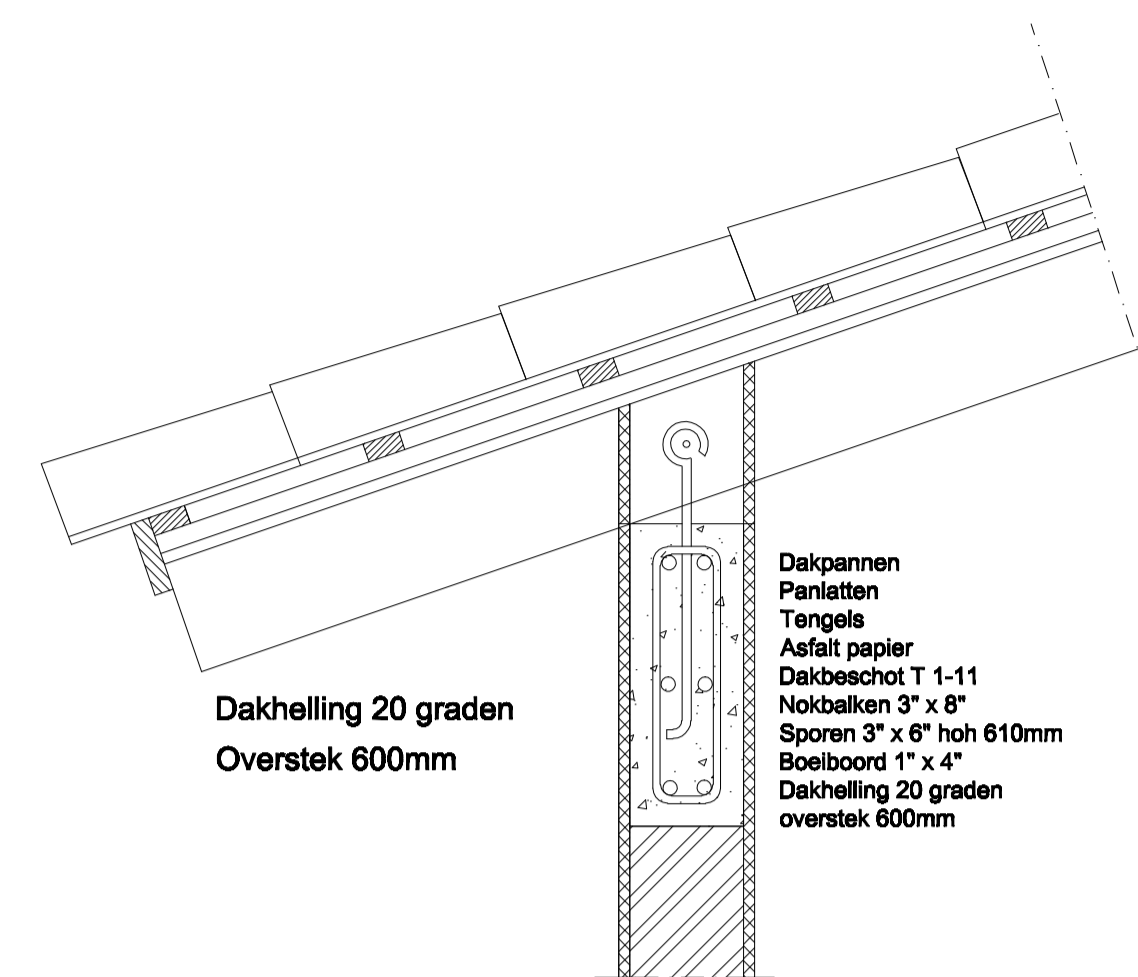 Dakhelling 20 graden
Overstek 600mm
Dakpannen
Panlatten
Tengels
Asfalt papier
Dakbeschot T 1-11
Nokbalken 3" x 8"
Sporen 3" x 6" hoh 610mm
Boeiboord 1" x 4"
Dakhelling 20 graden
overstek 600mm